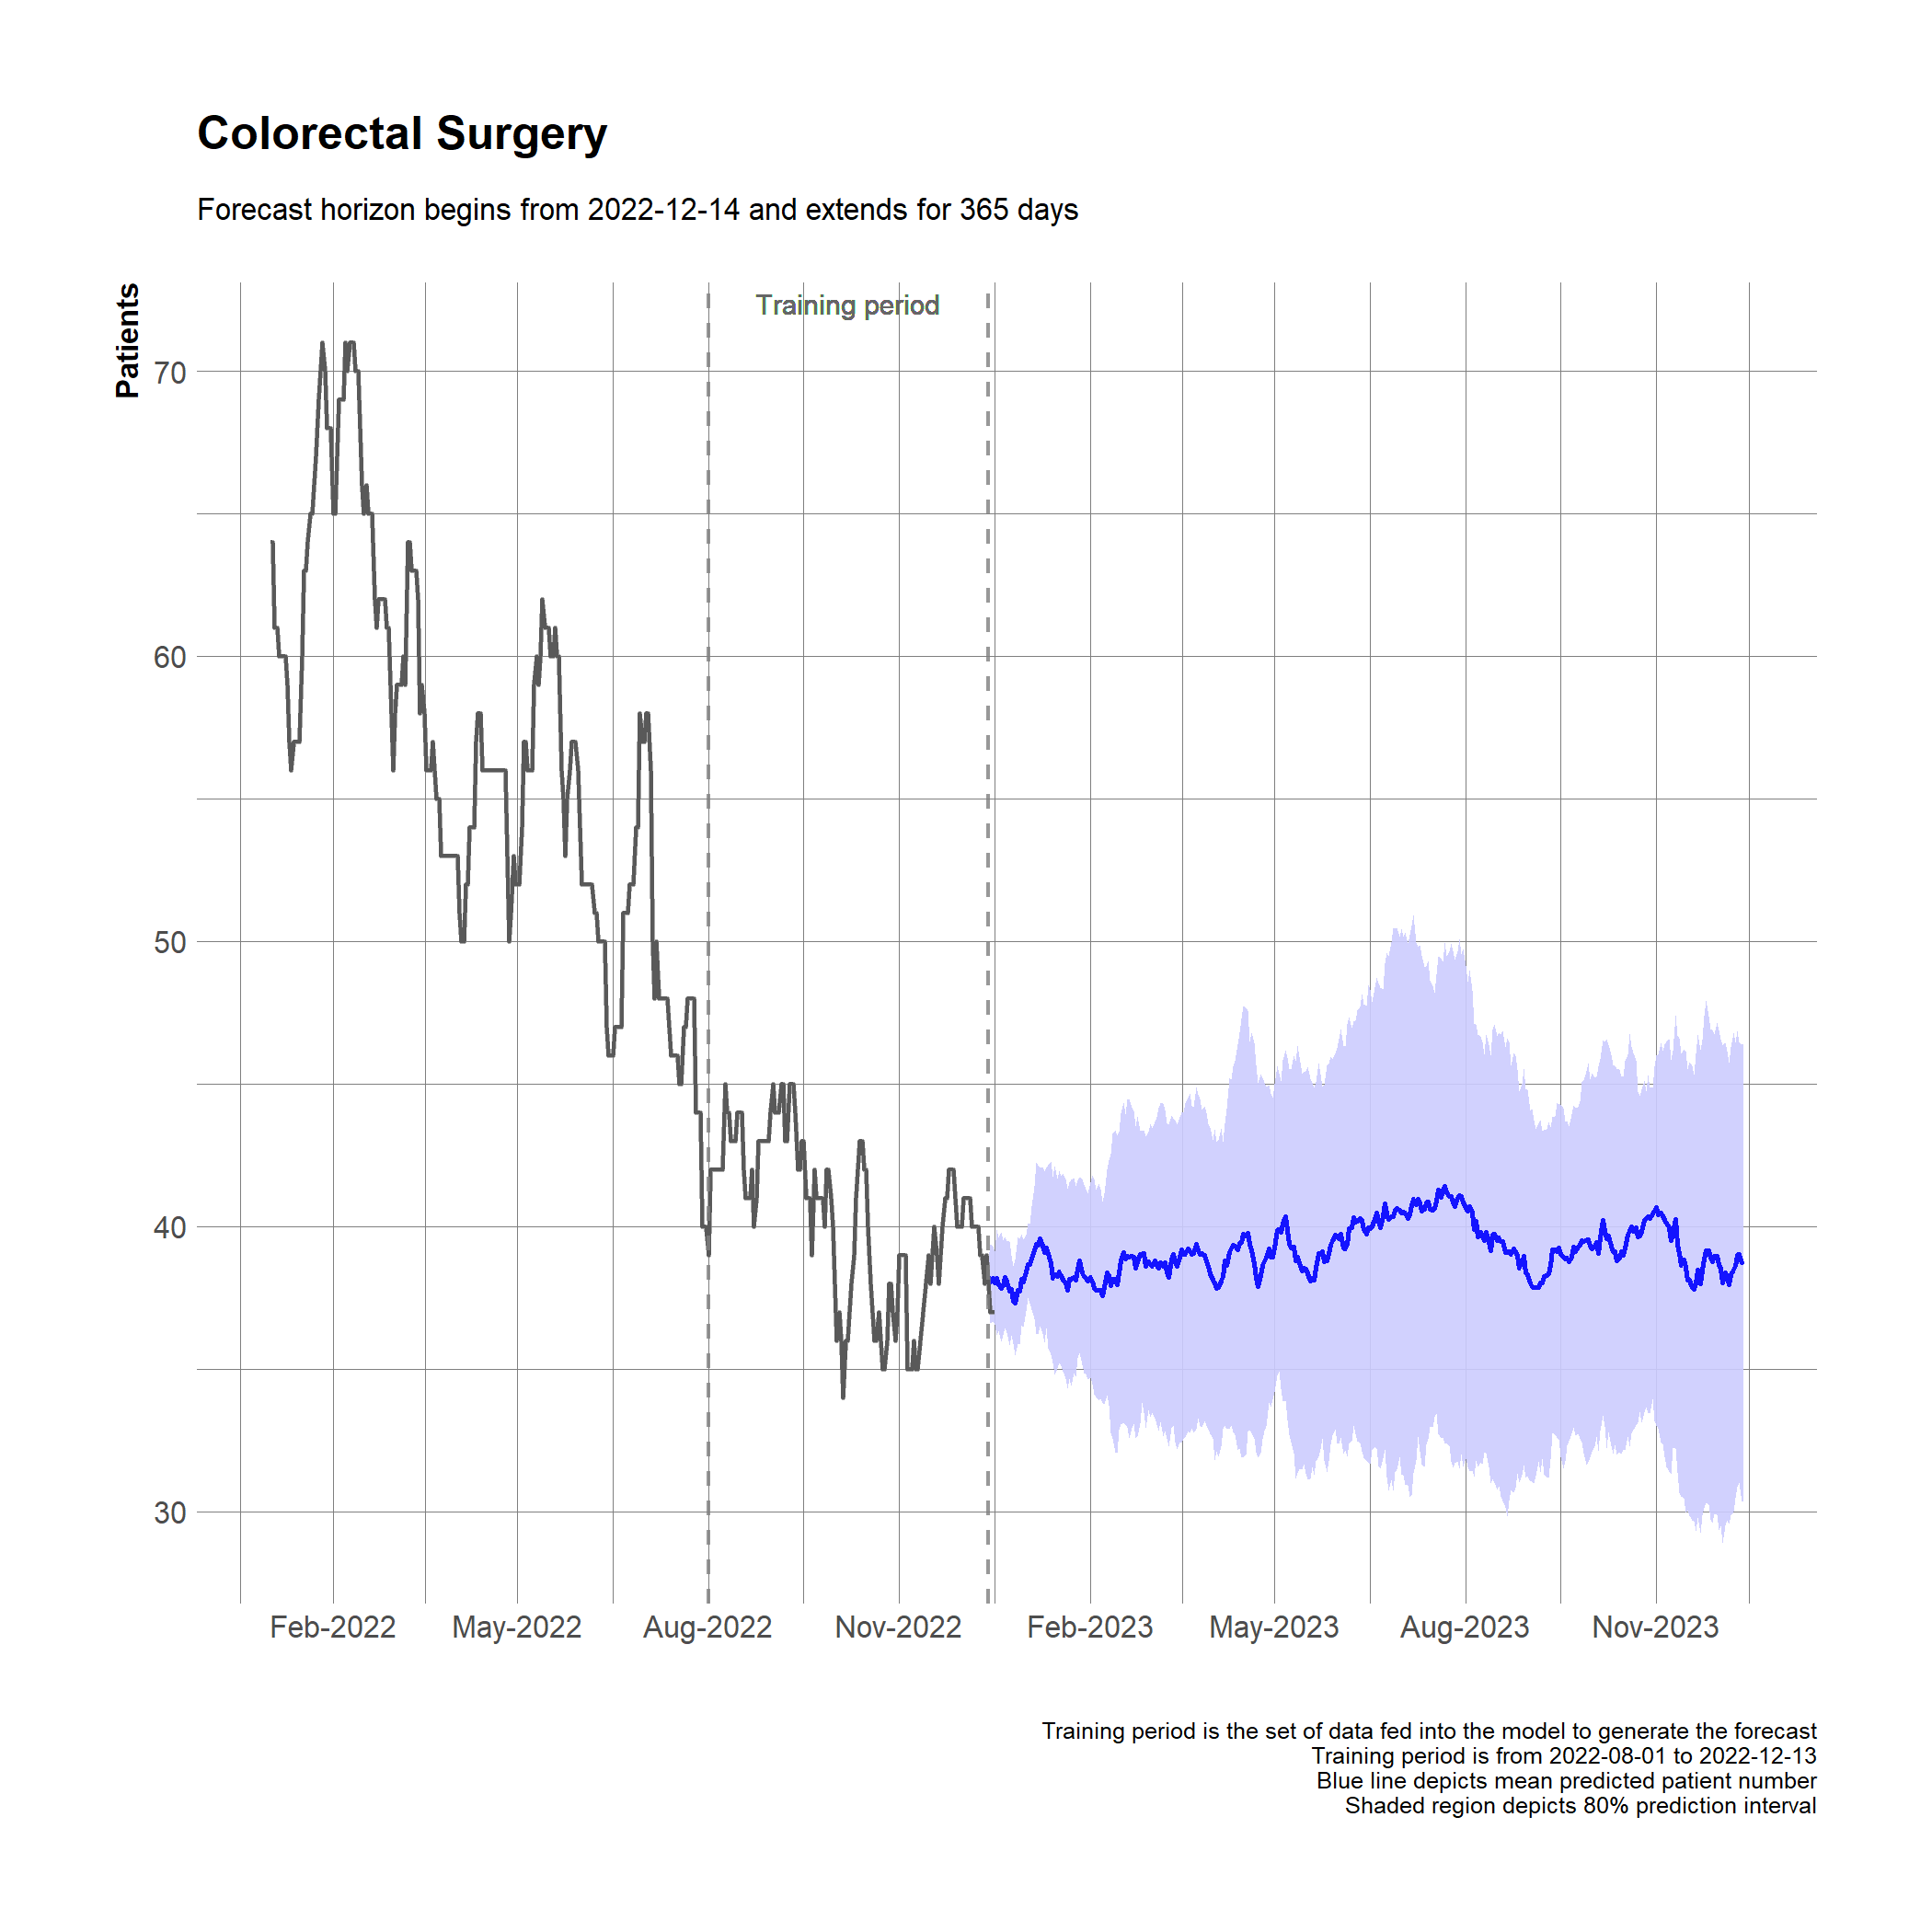 Colorectal Surgery
Forecast horizon begins from 2022-12-14 and extends for 365 days
Patients
Training period
70
60
50
40
30
Feb-2022 May-2022 Aug-2022 Nov-2022 Feb-2023 May-2023 Aug-2023 Nov-2023
Training period is the set of data fed into the model to generate the forecast
Training period is from 2022-08-01 to 2022-12-13
Blue line depicts mean predicted patient number
Shaded region depicts 80% prediction interval